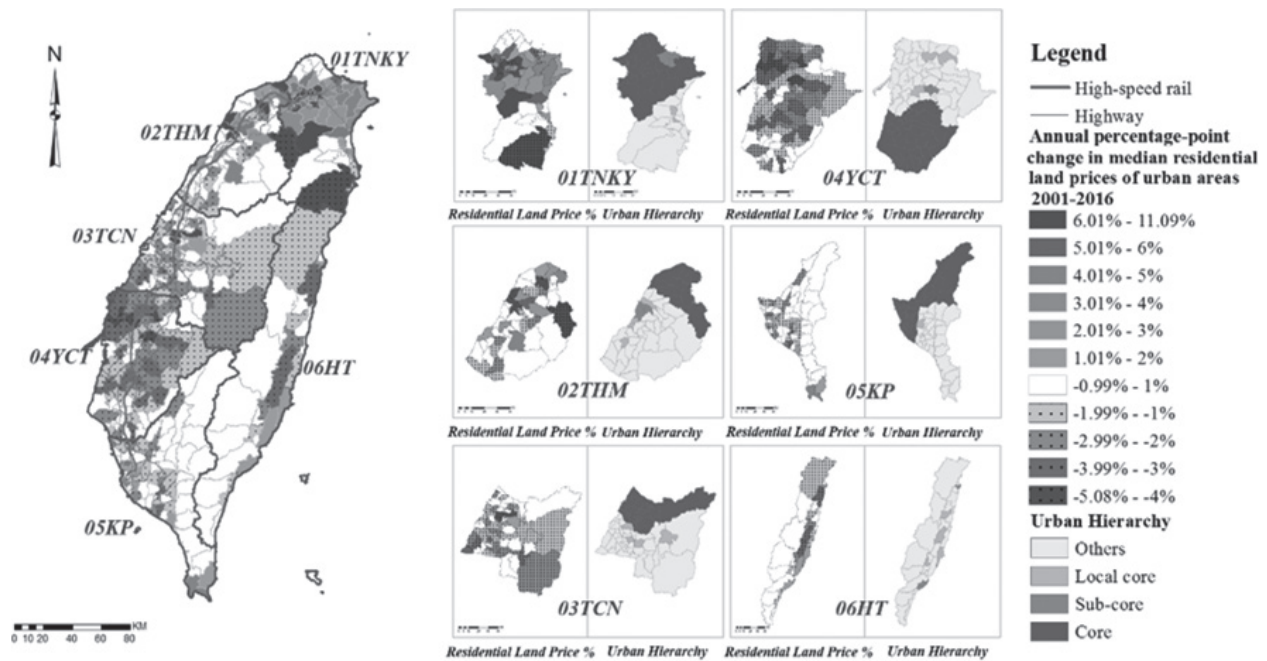 N
01TNKY
02THM
03TCN
04YCT
06HT
05KP
0 10 20 40 60 80 KM
01TNKY
Residential Land Price % Urban Hierarchy
04YCT
Residential Land Price % Urban Hierarchy
02THM
Residential Land Price % Urban Hierarchy
05KP
Residential Land Price % Urban Hierarchy
03TCN
Residential Land Price % Urban Hierarchy
06HT
Residential Land Price % Urban Hierarchy
Legend
High-speed rail
Highway
Annual percentage-point
change in median residential
land prices of urban areas
2001-2016
6.01% - 11.09%
5.01% - 6%
4.01% - 5%
3.01% - 4%
2.01% - 3%
1.01% - 2%
-0.99% - 1%
-1.99% - -1%
-2.99% - -2%
-3.99% - -3%
-5.08% - -4%
Urban Hierarchy
Others
Local core
Sub-core
Core